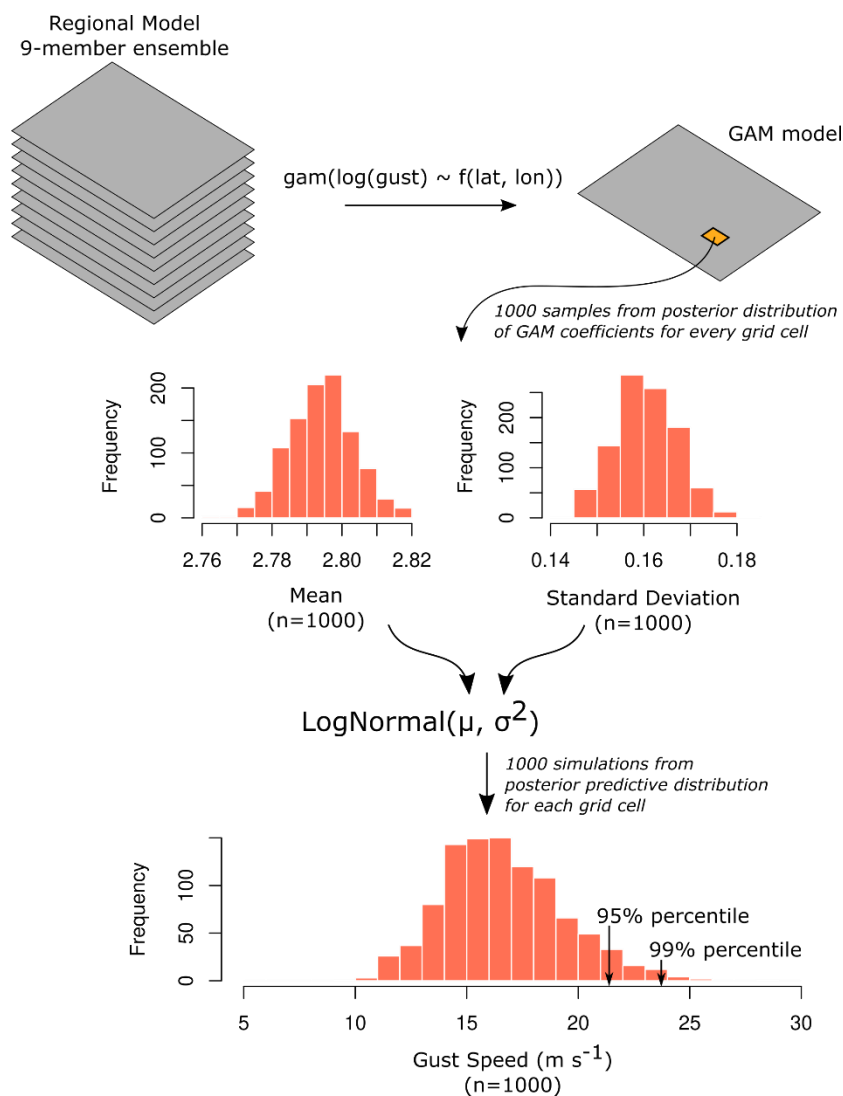 Regional Model
9-member ensemble
GAM model
gam(log(gust) ~ f(lat, lon))
1000 samples from posterior distribution
of GAM coefficients for every grid cell
Frequency
0
100
200
2.76
2.78
2.80
2.82
Mean
(n=1000)
Frequency
0
100
200
0.14
0.16
0.18
Standard Deviation
(n=1000)
LogNormal(μ, σ²)
1000 simulations from
posterior predictive distribution
for each grid cell
Frequency
0
50
100
95% percentile
99% percentile
5
10
15
20
25
30
Gust Speed (m s⁻¹)
(n=1000)